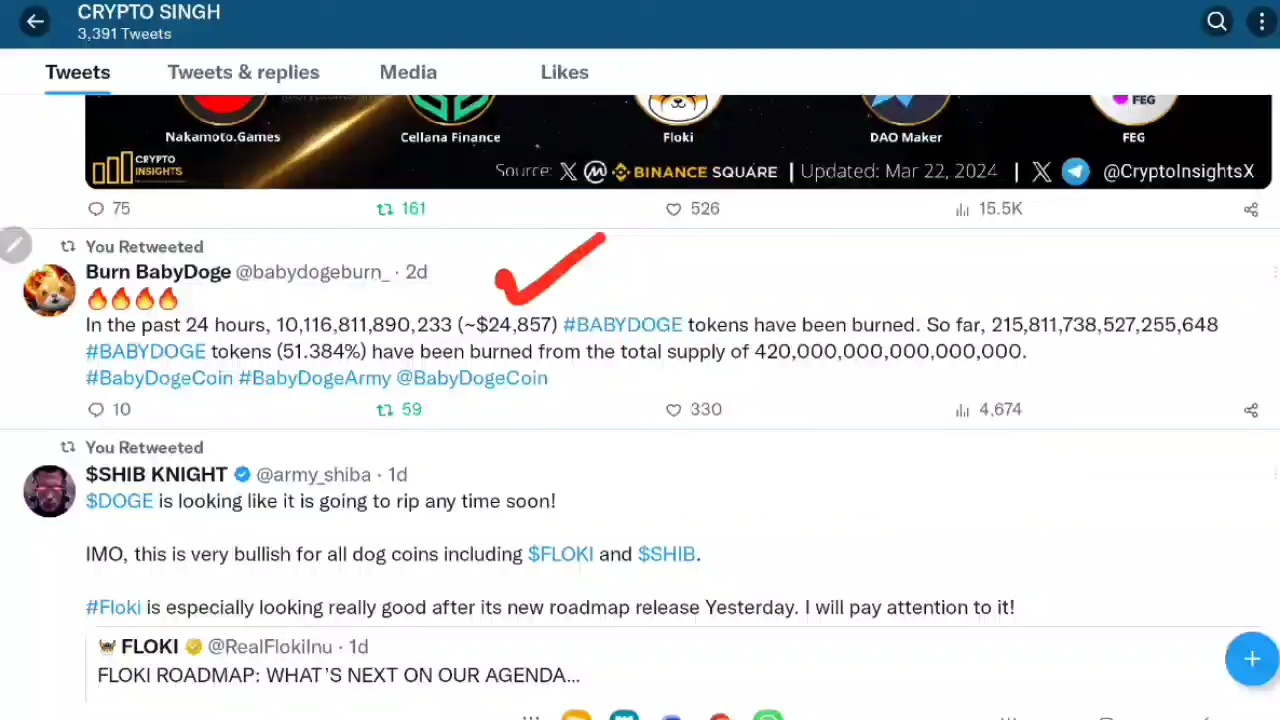 CRYPTO SINGH
3,391 Tweets
Tweets Tweets & replies Media Likes
FEG
Nakamoto.Games Cellana Finance Floki DAO Maker FEG
CRYPTO
INSIGHTS
Source: BINANCE SQUARE | Updated: Mar 22, 2024 | @CryptoInsightsX
75 161 526 15.5K
You Retweeted
Burn BabyDoge @babydogeburn_ · 2d
🔥🔥🔥🔥
In the past 24 hours, 10,116,811,890,233 (~$24,857) #BABYDOGE tokens have been burned. So far, 215,811,738,527,255,648
#BABYDOGE tokens (51.384%) have been burned from the total supply of 420,000,000,000,000,000.
#BabyDogeCoin #BabyDogeArmy @BabyDogeCoin
10 59 330 4,674
You Retweeted
$SHIB KNIGHT @army_shiba · 1d
$DOGE is looking like it is going to rip any time soon!
IMO, this is very bullish for all dog coins including $FLOKI and $SHIB.
#Floki is especially looking really good after its new roadmap release Yesterday. I will pay attention to it!
FLOKI @RealFlokiInu · 1d
FLOKI ROADMAP: WHAT'S NEXT ON OUR AGENDA...